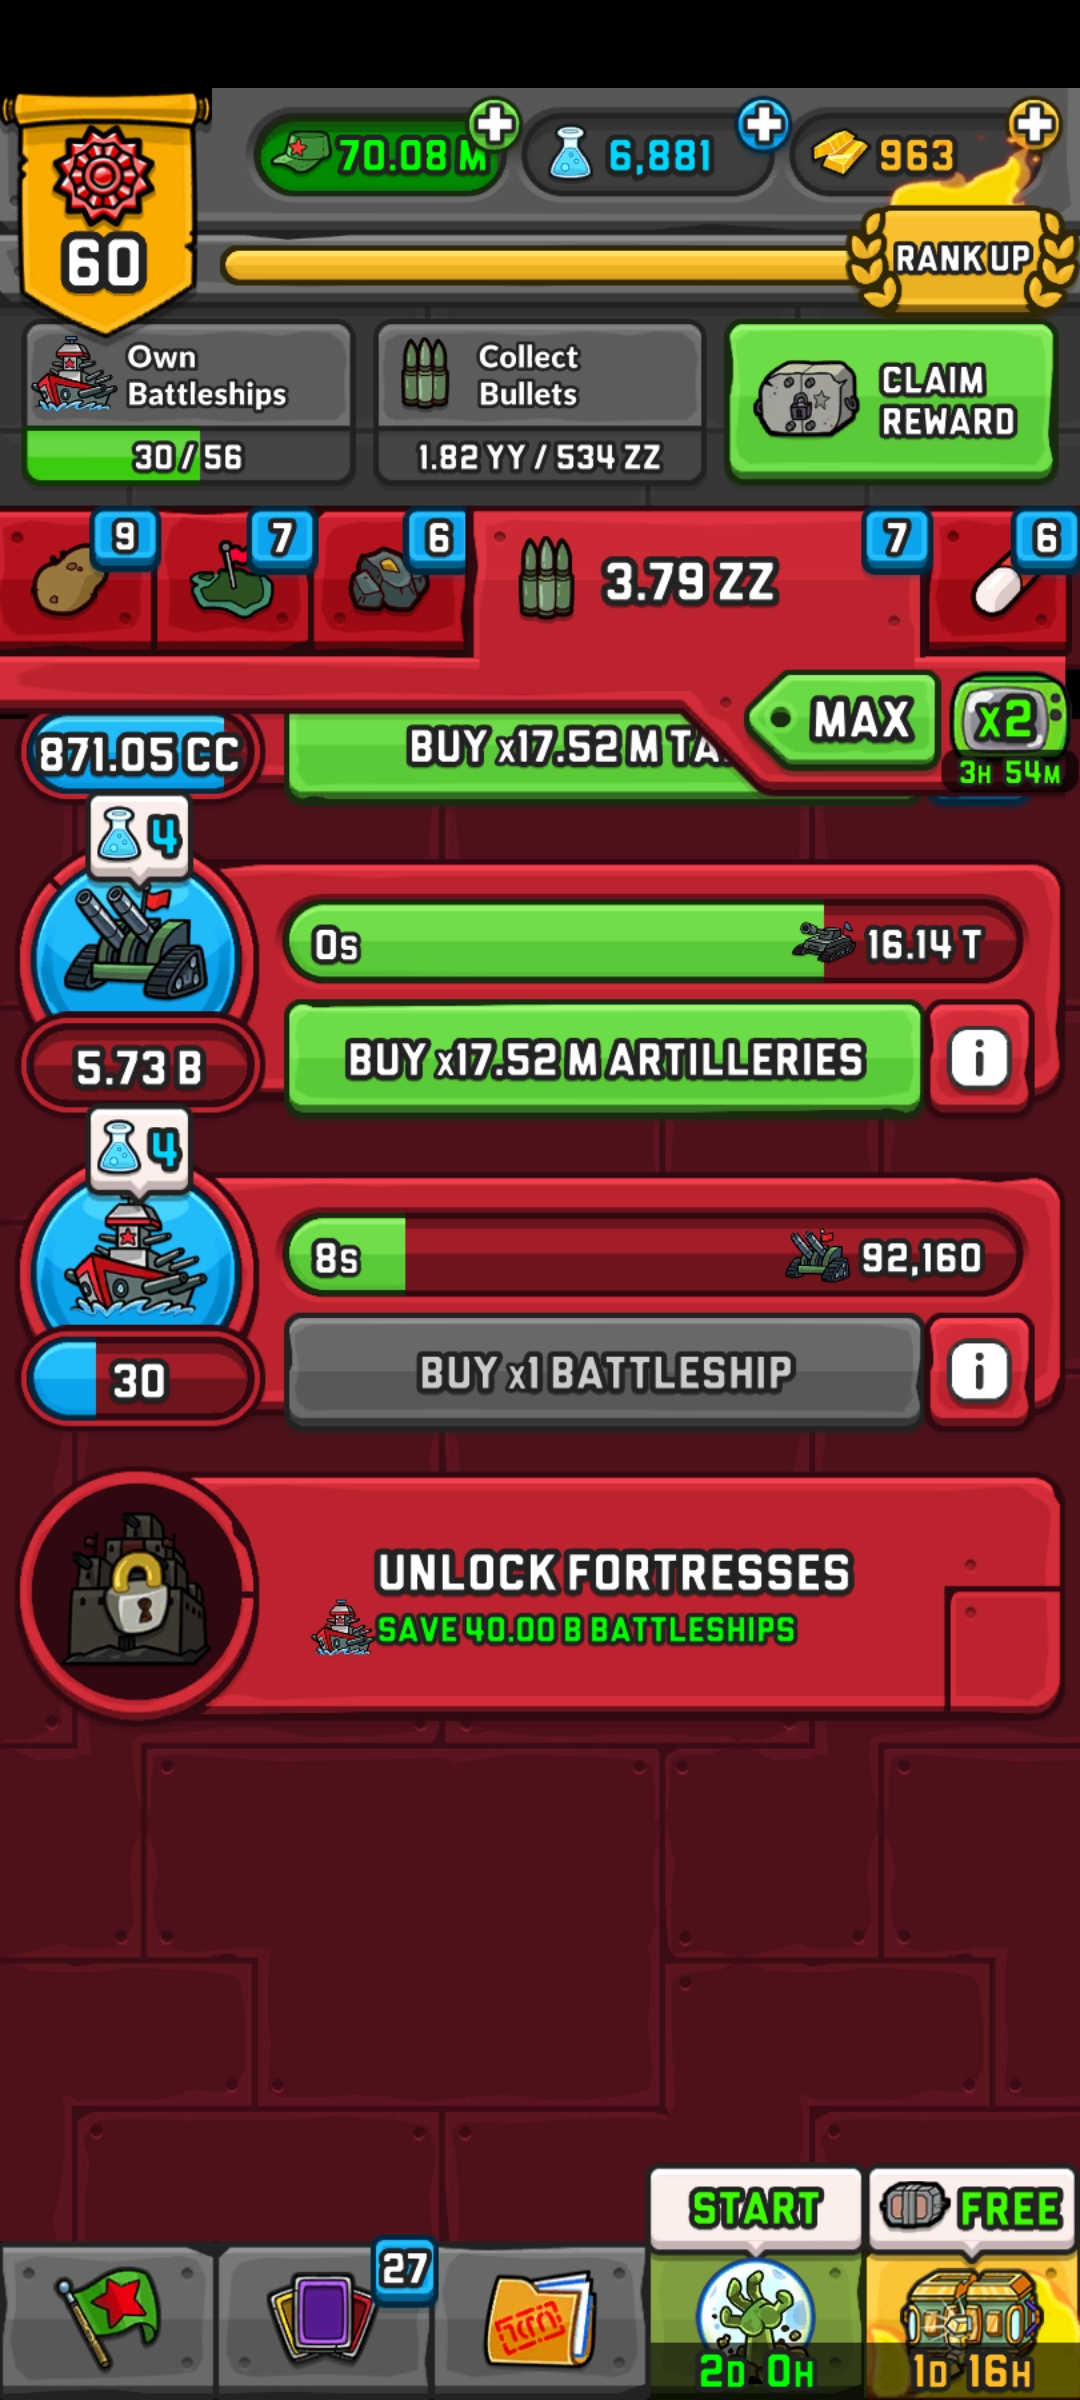 70.08 M
6,881
963
60
RANK UP
Own
Battleships
30 / 56
Collect
Bullets
1.82 YY / 534 ZZ
CLAIM
REWARD
9
7
6
3.79 ZZ
7
6
MAX
x2
3H 54M
871.05 CC
BUY x17.52 M TA
4
0s
16.14 T
5.73 B
BUY x17.52 M ARTILLERIES
i
4
8s
92,160
30
BUY x1 BATTLESHIP
i
UNLOCK FORTRESSES
SAVE 40.00 B BATTLESHIPS
START
FREE
27
2D 0H
1D 16H